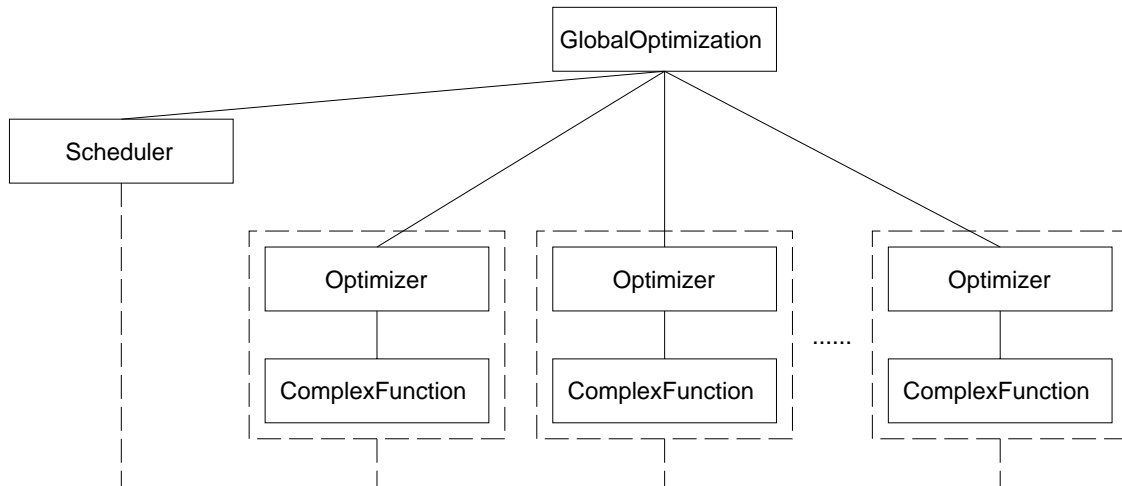 GlobalOptimization
Scheduler
Optimizer
Optimizer
Optimizer
......
ComplexFunction
ComplexFunction
ComplexFunction